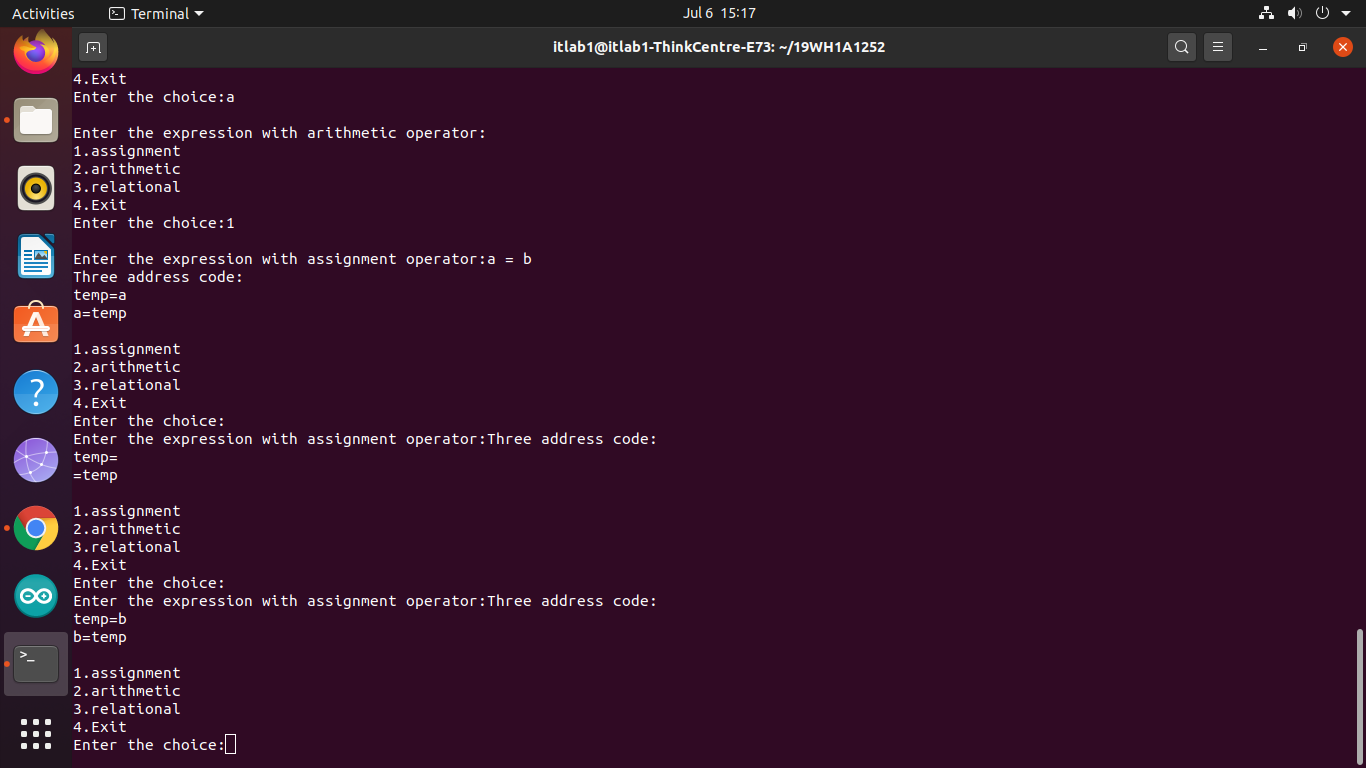 Activities
Terminal
Jul 6 15:17
itlab1@itlab1-ThinkCentre-E73: ~/19WH1A1252
4.Exit
Enter the choice:a
Enter the expression with arithmetic operator:
1.assignment
2.arithmetic
3.relational
4.Exit
Enter the choice:1
Enter the expression with assignment operator:a = b
Three address code:
temp=a
a=temp
1.assignment
2.arithmetic
3.relational
4.Exit
Enter the choice:
Enter the expression with assignment operator:Three address code:
temp=
=temp
1.assignment
2.arithmetic
3.relational
4.Exit
Enter the choice:
Enter the expression with assignment operator:Three address code:
temp=b
b=temp
1.assignment
2.arithmetic
3.relational
4.Exit
Enter the choice: